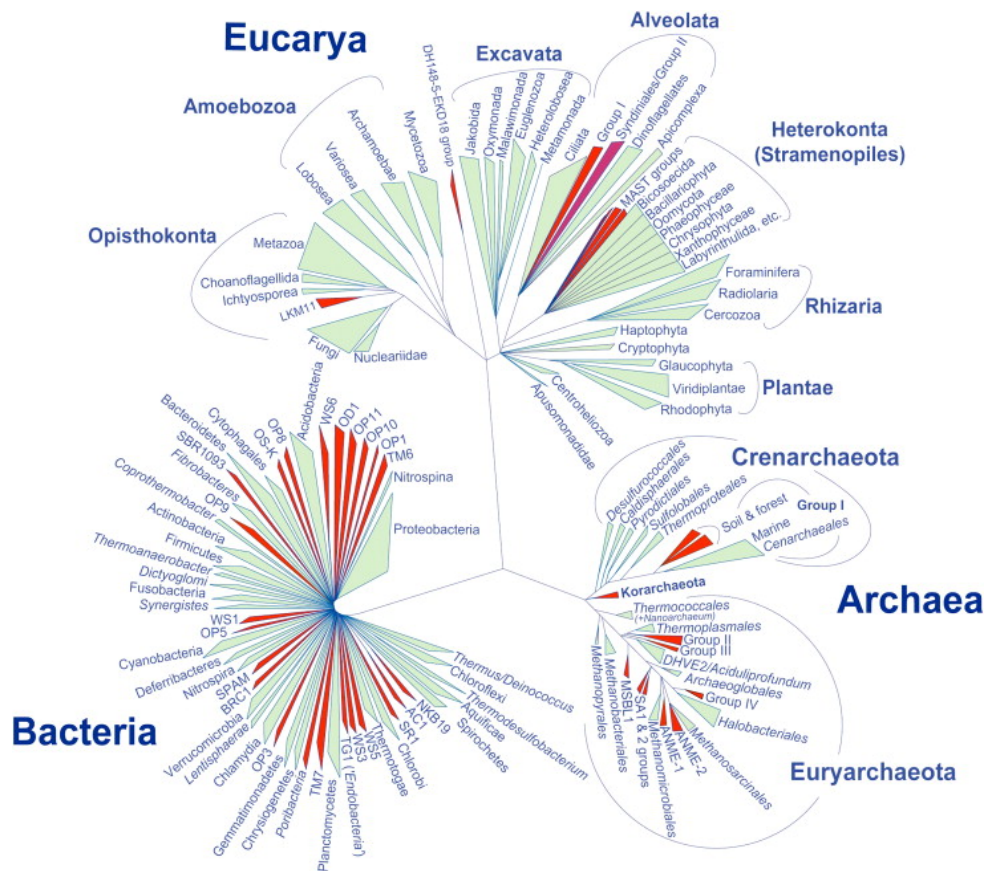 Eucarya
Amoebozoa
Lobosea
Variosea
Archamoebae
Mycetozoa
DH148-5-EKD18 group
Excavata
Jakobida
Oxymonada
Malawimonada
Euglenozoa
Heterolobosea
Metamonada
Alveolata
Ciliata
Group I
Syndiniales/Group II
Dinoflagellates
Apicomplexa
Heterokonta
(Stramenopiles)
MAST groups
Bicosoecida
Bacillariophyta
Oomycota
Phaeophyceae
Chrysophyta
Xanthophyceae
Labyrinthulida, etc.
Opisthokonta
Metazoa
Choanoflagellida
Ichtyosporea
LKM11
Fungi
Nucleariidae
Foraminifera
Radiolaria
Cercozoa
Rhizaria
Haptophyta
Cryptophyta
Glaucophyta
Viridiplantae
Rhodophyta
Plantae
Centroheliozoa
Apusomonadidae
Bacteria
Bacteroidetes
SBR1093
Fibrobacteres
Cytophagales
OS-K
OP8
Acidobacteria
WS6
OD1
OP11
OP10
OP1
TM6
Nitrospina
Proteobacteria
Coprothermobacter
OP9
Actinobacteria
Firmicutes
Thermoanaerobacter
Dictyoglomi
Fusobacteria
Synergistes
WS1
OP5
Cyanobacteria
Deferribacteres
Nitrospira
SPAM
BRC1
Verrucomicrobia
Lentisphaerae
Chlamydia
OP3
Gemmatimonadetes
Chrysiogenetes
Poribacteria
TM7
Planctomycetes
TG1 ('Endobacteria')
WS3
WS5
Thermotogae
Chlorobi
SR1
AC1
NKB19
Spirochetes
Aquificae
Thermodesulfobacterium
Chloroflexi
Thermus/Deinococcus
Archaea
Crenarchaeota
Desulfurococcales
Caldisphaerales
Pyrodictiales
Sulfolobales
Thermoproteales
Soil & forest
Group I
Marine
Cenarchaeales
Korarchaeota
Thermococcales
(+Nanoarchaeum)
Thermoplasmales
Group II
Group III
DHVE2/Aciduliprofundum
Archaeoglobales
Group IV
Halobacteriales
Methanosarcinales
ANME-2
Methanomicrobiales
ANME-1
SA1 & 2 groups
MSBL1
Methanobacteriales
Methanopyrales
Euryarchaeota